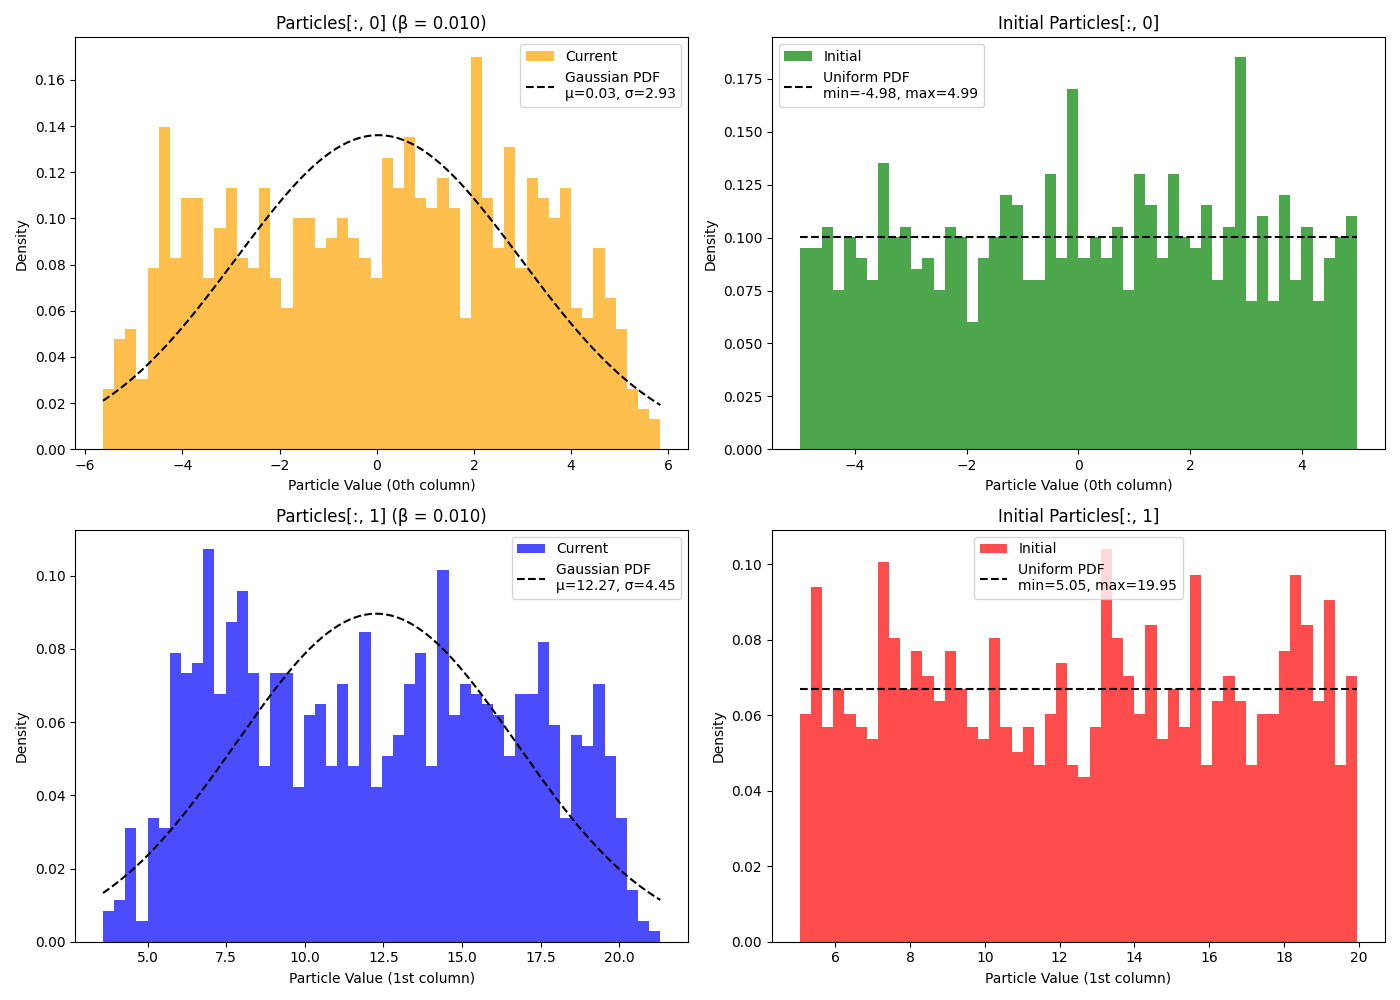 Particles[:, 0] (β = 0.010)
Current
Gaussian PDF
μ=0.03, σ=2.93
Density
0.16
0.14
0.12
0.10
0.08
0.06
0.04
0.02
0.00
−6
−4
−2
0
2
4
6
Particle Value (0th column)
Initial Particles[:, 0]
Initial
Uniform PDF
min=-4.98, max=4.99
Density
0.175
0.150
0.125
0.100
0.075
0.050
0.025
0.000
−4
−2
0
2
4
Particle Value (0th column)
Particles[:, 1] (β = 0.010)
Current
Gaussian PDF
μ=12.27, σ=4.45
Density
0.10
0.08
0.06
0.04
0.02
0.00
5.0
7.5
10.0
12.5
15.0
17.5
20.0
Particle Value (1st column)
Initial Particles[:, 1]
Initial
Uniform PDF
min=5.05, max=19.95
Density
0.10
0.08
0.06
0.04
0.02
0.00
6
8
10
12
14
16
18
20
Particle Value (1st column)